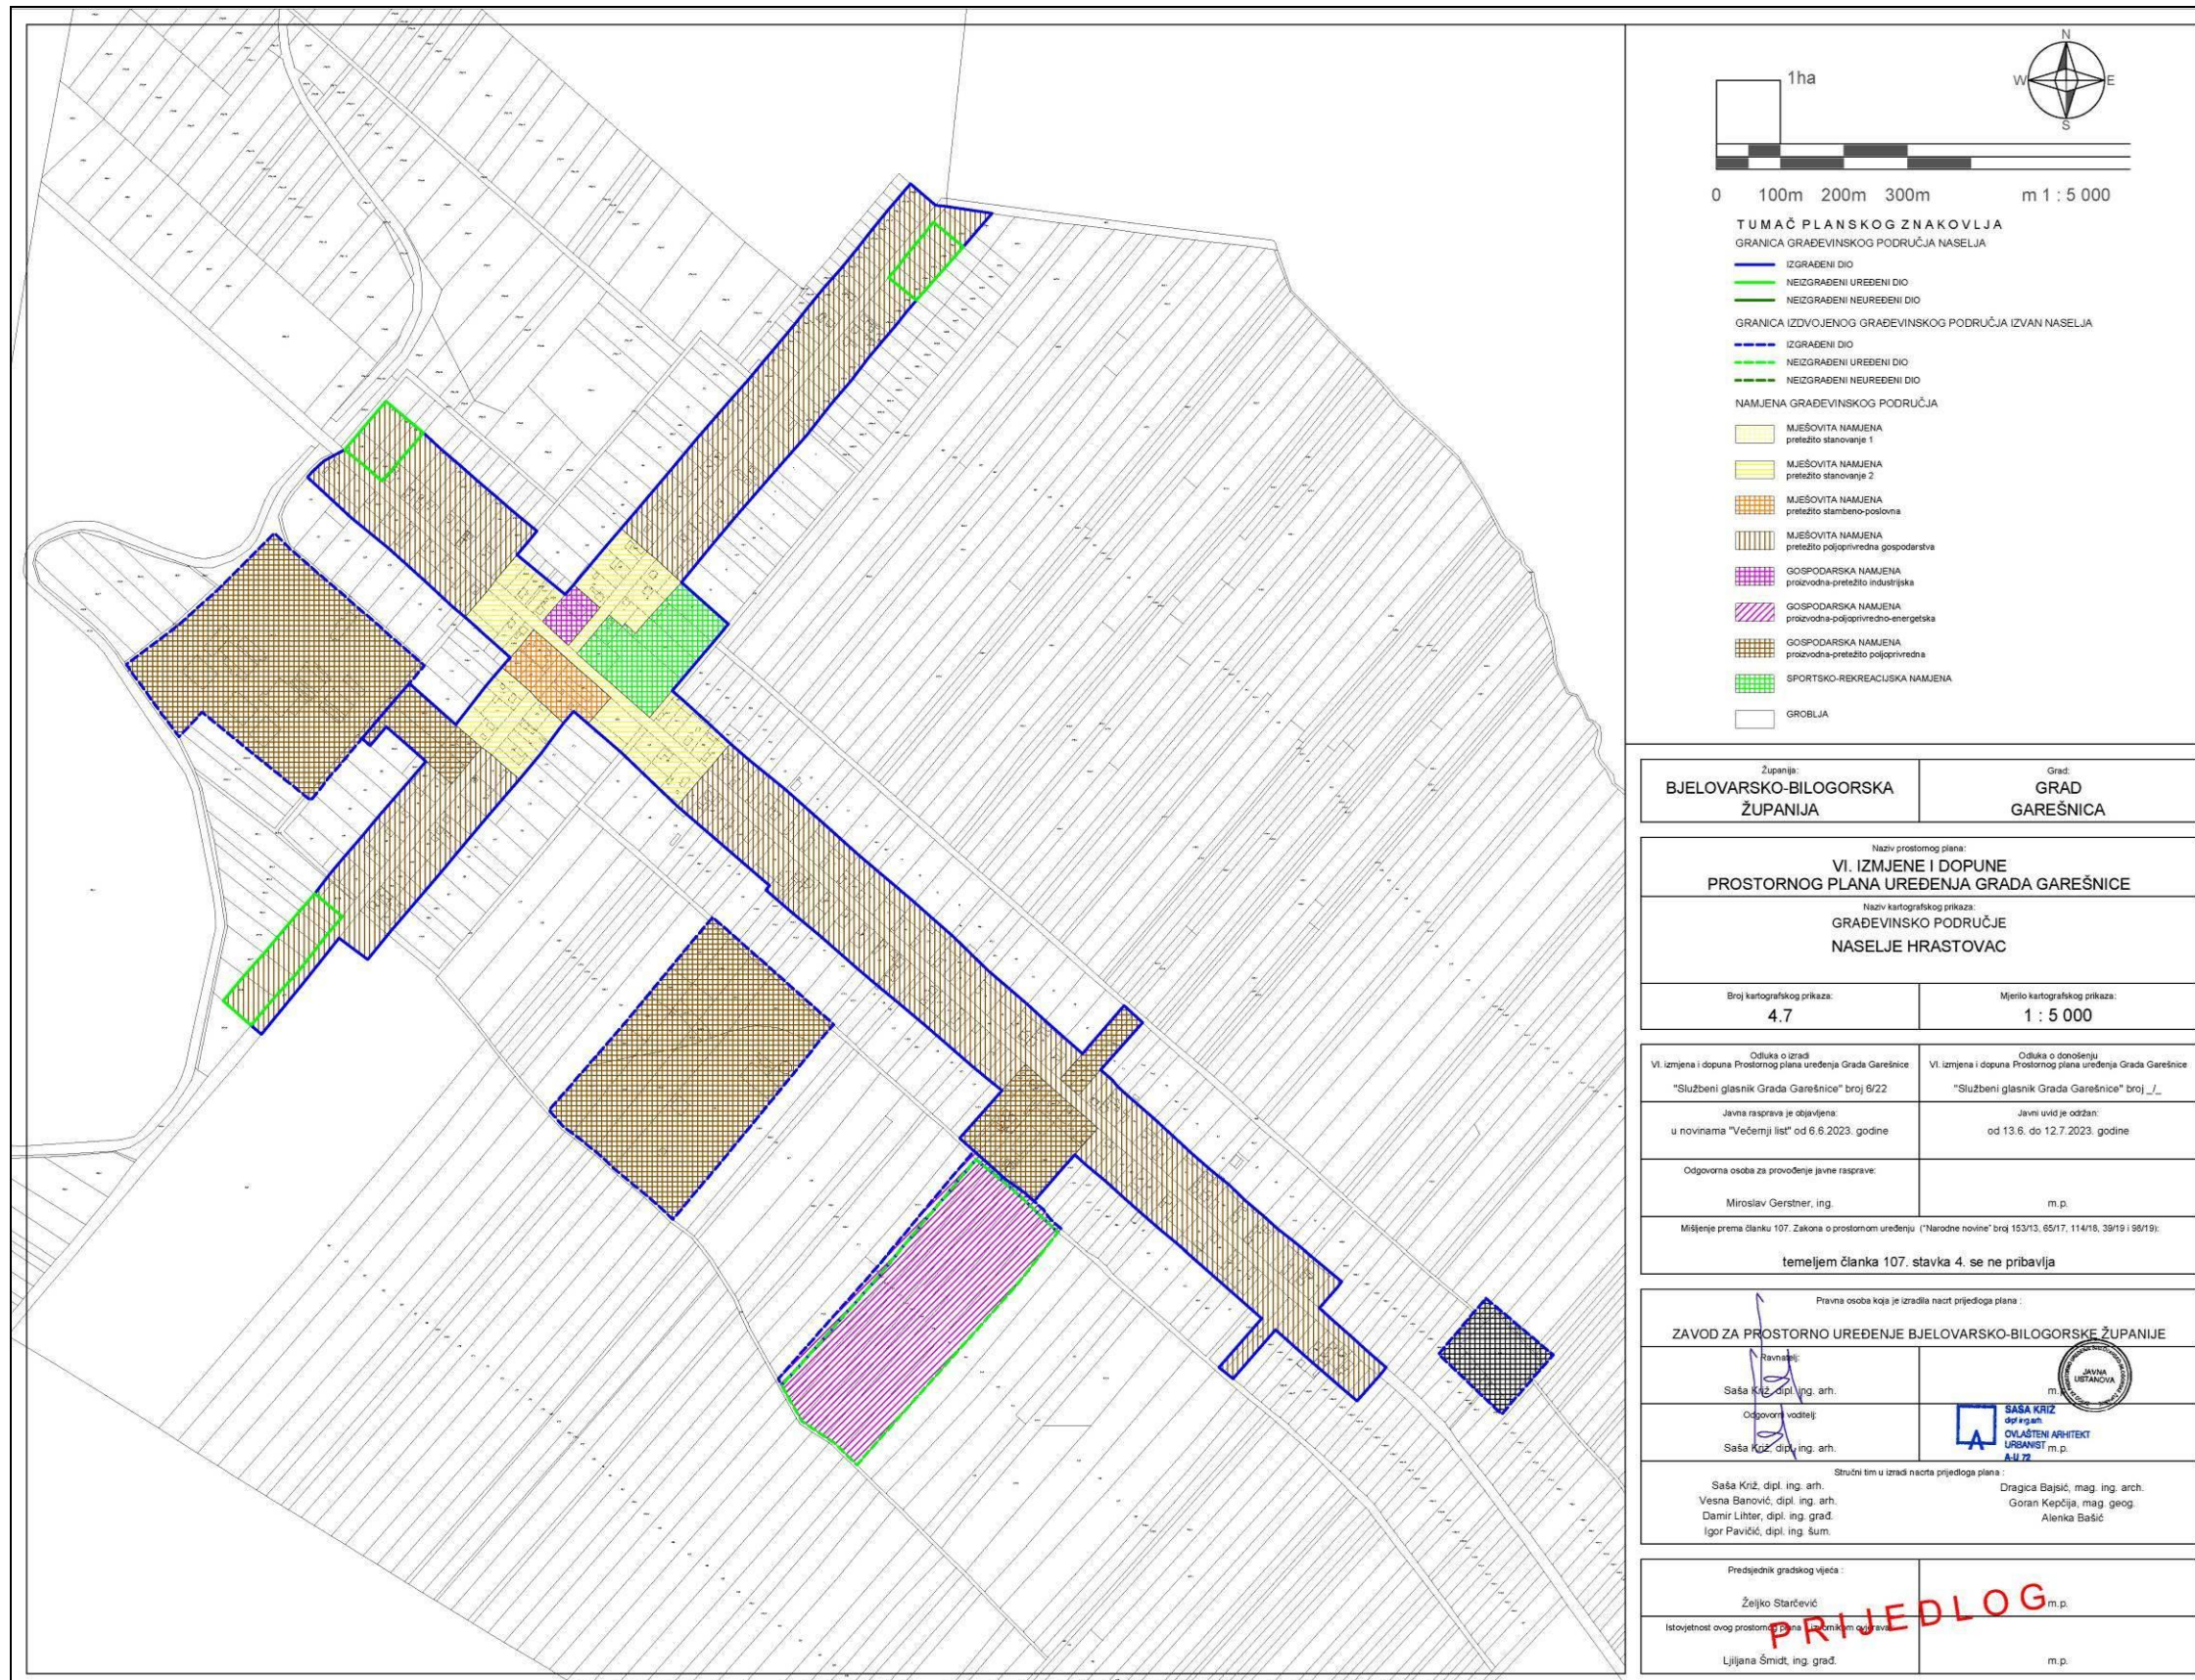 N
W
E
S
1ha
0 100m 200m 300m m 1 : 5 000
TUMAČ PLANSKOG ZNAKOVLJA
GRANICA GRAĐEVINSKOG PODRUČJA NASELJA
IZGRAĐENI DIO
NEIZGRAĐENI UREĐENI DIO
NEIZGRAĐENI NEUREĐENI DIO
GRANICA IZDVOJENOG GRAĐEVINSKOG PODRUČJA IZVAN NASELJA
IZGRAĐENI DIO
NEIZGRAĐENI UREĐENI DIO
NEIZGRAĐENI NEUREĐENI DIO
NAMJENA GRAĐEVINSKOG PODRUČJA
MJEŠOVITA NAMJENA
pretežito stanovanje 1
MJEŠOVITA NAMJENA
pretežito stanovanje 2
MJEŠOVITA NAMJENA
pretežito stambeno-poslovna
MJEŠOVITA NAMJENA
pretežito poljoprivredna gospodarstva
GOSPODARSKA NAMJENA
proizvodna-pretežito industrijska
GOSPODARSKA NAMJENA
proizvodna-poljoprivredno-energetska
GOSPODARSKA NAMJENA
proizvodna-pretežito poljoprivredna
SPORTSKO-REKREACIJSKA NAMJENA
GROBLJA
Županija:
BJELOVARSKO-BILOGORSKA
ŽUPANIJA
Grad:
GRAD
GAREŠNICA
Naziv prostornog plana:
VI. IZMJENE I DOPUNE
PROSTORNOG PLANA UREĐENJA GRADA GAREŠNICE
Naziv kartografskog prikaza:
GRAĐEVINSKO PODRUČJE
NASELJE HRASTOVAC
Broj kartografskog prikaza:
4.7
Mjerilo kartografskog prikaza:
1 : 5 000
Odluka o izradi
VI. izmjena i dopuna Prostornog plana uređenja Grada Garešnice
"Službeni glasnik Grada Garešnice" broj 6/22
Odluka o donošenju
VI. izmjena i dopuna Prostornog plana uređenja Grada Garešnice
"Službeni glasnik Grada Garešnice" broj _/_
Javna rasprava je objavljena:
u novinama "Večernji list" od 6.6.2023. godine
Javni uvid je održan:
od 13.6. do 12.7.2023. godine
Odgovorna osoba za provođenje javne rasprave:
Miroslav Gerstner, ing.
m.p.
Mišljenje prema članku 107. Zakona o prostornom uređenju ("Narodne novine" broj 153/13, 65/17, 114/18, 39/19 i 98/19):
temeljem članka 107. stavka 4. se ne pribavlja
Pravna osoba koja je izradila nacrt prijedloga plana :
ZAVOD ZA PROSTORNO UREĐENJE BJELOVARSKO-BILOGORSKE ŽUPANIJE
Ravnatelj:
Saša Križ, dipl. ing. arh.
m.p.
JAVNA
USTANOVA
Odgovorni voditelj:
Saša Križ, dipl. ing. arh.
SAŠA KRIŽ
dipl.ing.arh.
OVLAŠTENI ARHITEKT
URBANIST
A-U 72
A
m.p.
Stručni tim u izradi nacrta prijedloga plana :
Saša Križ, dipl. ing. arh.
Vesna Banović, dipl. ing. arh.
Damir Lihter, dipl. ing. građ.
Igor Pavičić, dipl. ing. šum.
Dragica Bajsić, mag. ing. arch.
Goran Kepčija, mag. geog.
Alenka Bašić
Predsjednik gradskog vijeća :
Željko Starčević
m.p.
PRIJEDLOG
Istovjetnost ovog prostornog plana
Ljiljana Šmidt, ing. građ.
m.p.